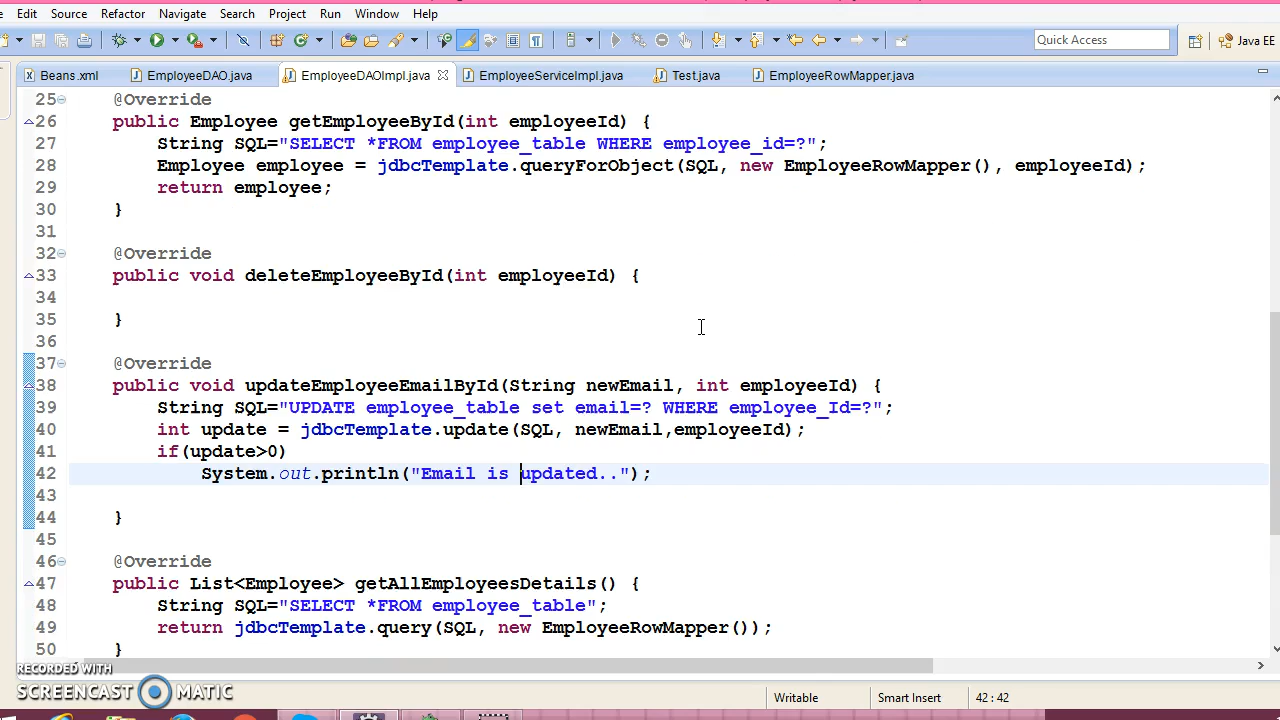 Edit Source Refactor Navigate Search Project Run Window Help
Quick Access Java EE
Beans.xml EmployeeDAO.java EmployeeDAOImpl.java EmployeeServiceImpl.java Test.java EmployeeRowMapper.java
25 @Override
26 public Employee getEmployeeById(int employeeId) {
27 String SQL="SELECT *FROM employee_table WHERE employee_id=?";
28 Employee employee = jdbcTemplate.queryForObject(SQL, new EmployeeRowMapper(), employeeId);
29 return employee;
30 }
31
32 @Override
33 public void deleteEmployeeById(int employeeId) {
34
35 }
36
37 @Override
38 public void updateEmployeeEmailById(String newEmail, int employeeId) {
39 String SQL="UPDATE employee_table set email=? WHERE employee_Id=?";
40 int update = jdbcTemplate.update(SQL, newEmail,employeeId);
41 if(update>0)
42 System.out.println("Email is updated..");
43
44 }
45
46 @Override
47 public List<Employee> getAllEmployeesDetails() {
48 String SQL="SELECT *FROM employee_table";
49 return jdbcTemplate.query(SQL, new EmployeeRowMapper());
50 }
RECORDED WITH
SCREENCAST MATIC
Writable Smart Insert 42 : 42